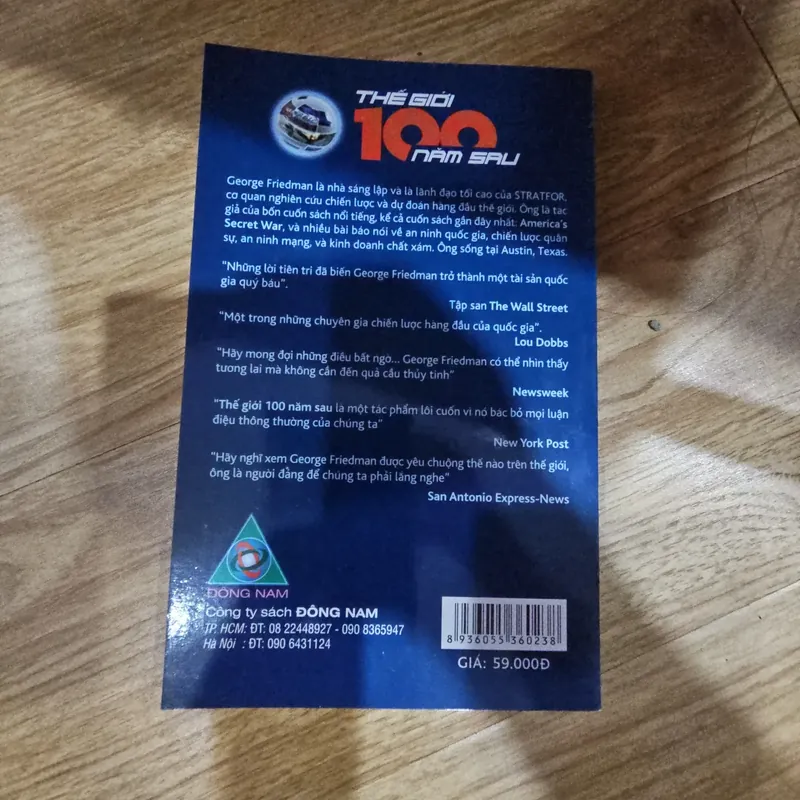 THẾ GIỚI
100
NĂM SAU
George Friedman là nhà sáng lập và là lãnh đạo tối cao của STRATFOR,
cơ quan nghiên cứu chiến lược và dự đoán hàng đầu thế giới. Ông là tác
giả của bốn cuốn sách nổi tiếng, kể cả cuốn sách gần đây nhất: America's
Secret War, và nhiều bài báo nói về an ninh quốc gia, chiến lược quân
sự, an ninh mạng, và kinh doanh chất xám. Ông sống tại Austin, Texas.
"Những lời tiên tri đã biến George Friedman trở thành một tài sản quốc
gia quý báu".
Tập san The Wall Street
"Một trong những chuyên gia chiến lược hàng đầu của quốc gia".
Lou Dobbs
"Hãy mong đợi những điều bất ngờ... George Friedman có thể nhìn thấy
tương lai mà không cần đến quả cầu thủy tinh"
Newsweek
"Thế giới 100 năm sau là một tác phẩm lôi cuốn vì nó bác bỏ mọi luận
điệu thông thường của chúng ta"
New York Post
"Hãy nghĩ xem George Friedman được yêu chuộng thế nào trên thế giới,
ông là người đằng để chúng ta phải lăng nghe"
San Antonio Express-News
ĐÔNG NAM
Công ty sách ĐÔNG NAM
TP. HCM: ĐT: 08 22448927 - 090 8365947
Hà Nội : ĐT: 090 6431124
8 936055 360238
GIÁ: 59.000Đ